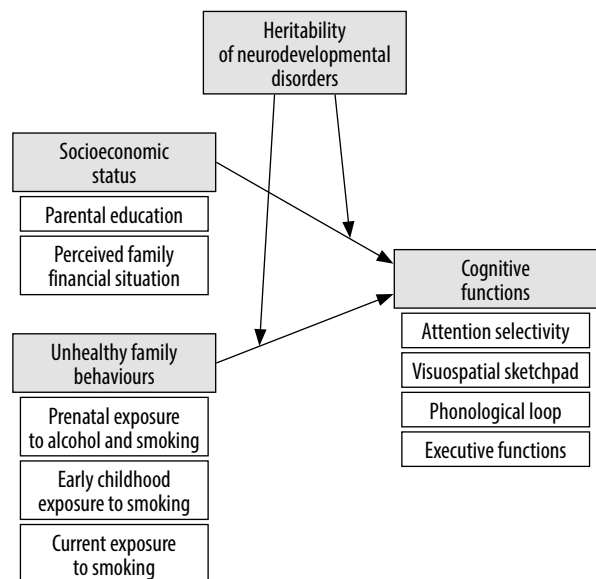 Heritability
of neurodevelopmental
disorders
Socioeconomic
status
Parental education
Perceived family
financial situation
Unhealthy family
behaviours
Prenatal exposure
to alcohol and smoking
Early childhood
exposure to smoking
Current exposure
to smoking
Cognitive
functions
Attention selectivity
Visuospatial sketchpad
Phonological loop
Executive functions